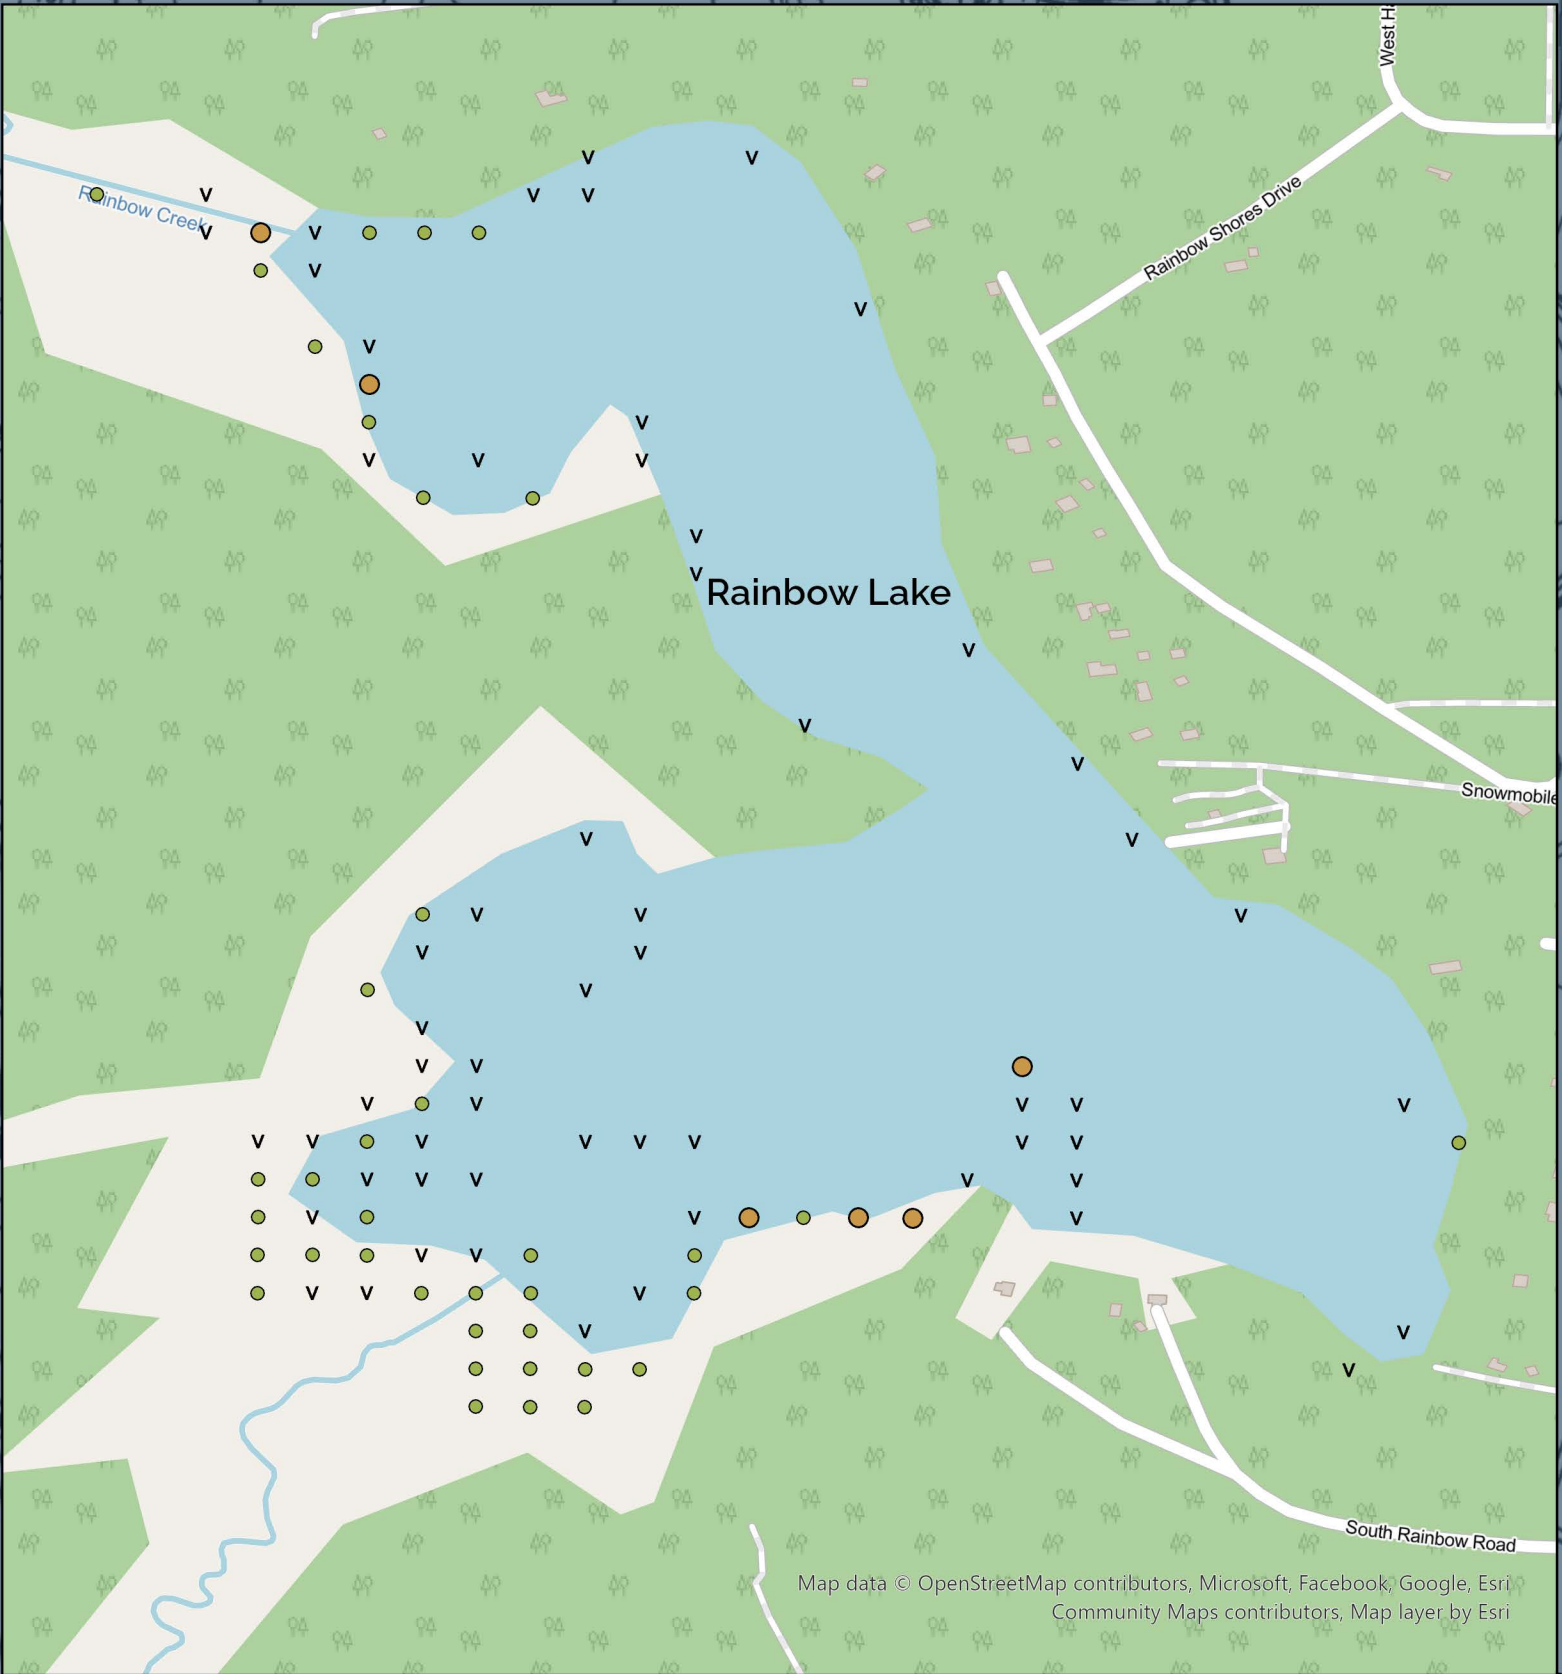 West Ha
Rainbow Creek
Rainbow Shores Drive
Rainbow Lake
Snowmobile
South Rainbow Road
Map data © OpenStreetMap contributors, Microsoft, Facebook, Google, Esri
Community Maps contributors, Map layer by Esri